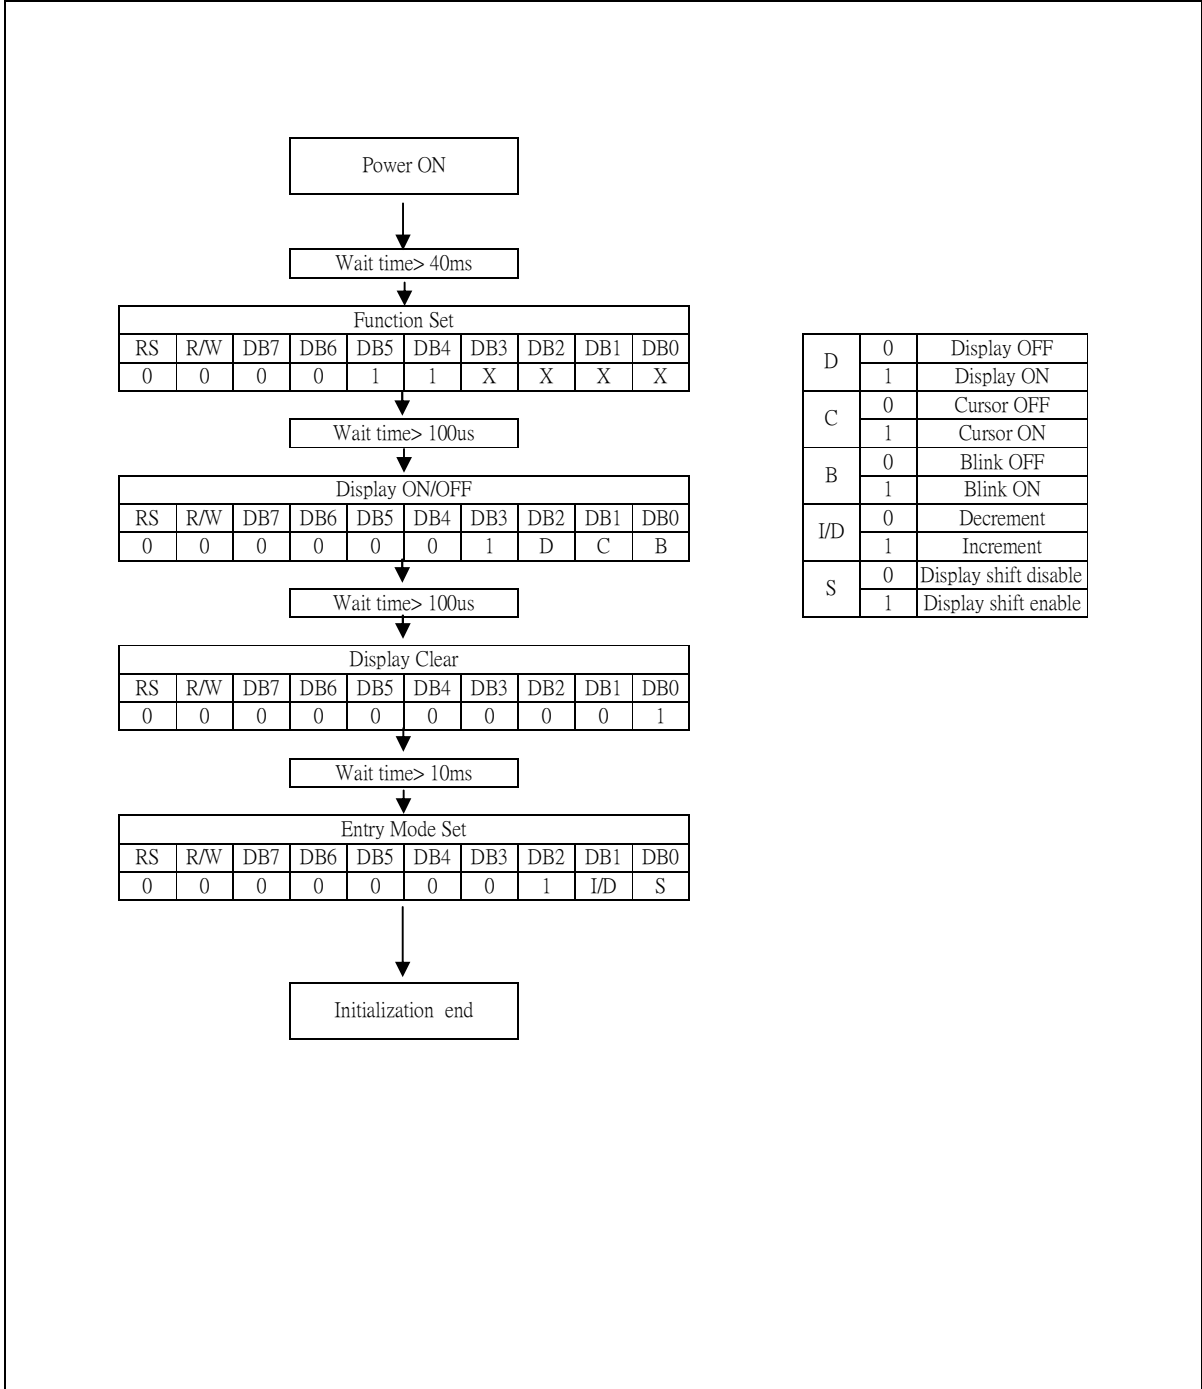 Power ON
Wait time> 40ms
Function Set
RS R/W DB7 DB6 DB5 DB4 DB3 DB2 DB1 DB0
0 0 0 0 1 1 X X X X
Wait time> 100us
Display ON/OFF
RS R/W DB7 DB6 DB5 DB4 DB3 DB2 DB1 DB0
0 0 0 0 0 0 1 D C B
Wait time> 100us
Display Clear
RS R/W DB7 DB6 DB5 DB4 DB3 DB2 DB1 DB0
0 0 0 0 0 0 0 0 0 1
Wait time> 10ms
Entry Mode Set
RS R/W DB7 DB6 DB5 DB4 DB3 DB2 DB1 DB0
0 0 0 0 0 0 0 1 I/D S
Initialization end
D 0 Display OFF
1 Display ON
C 0 Cursor OFF
1 Cursor ON
B 0 Blink OFF
1 Blink ON
I/D 0 Decrement
1 Increment
S 0 Display shift disable
1 Display shift enable